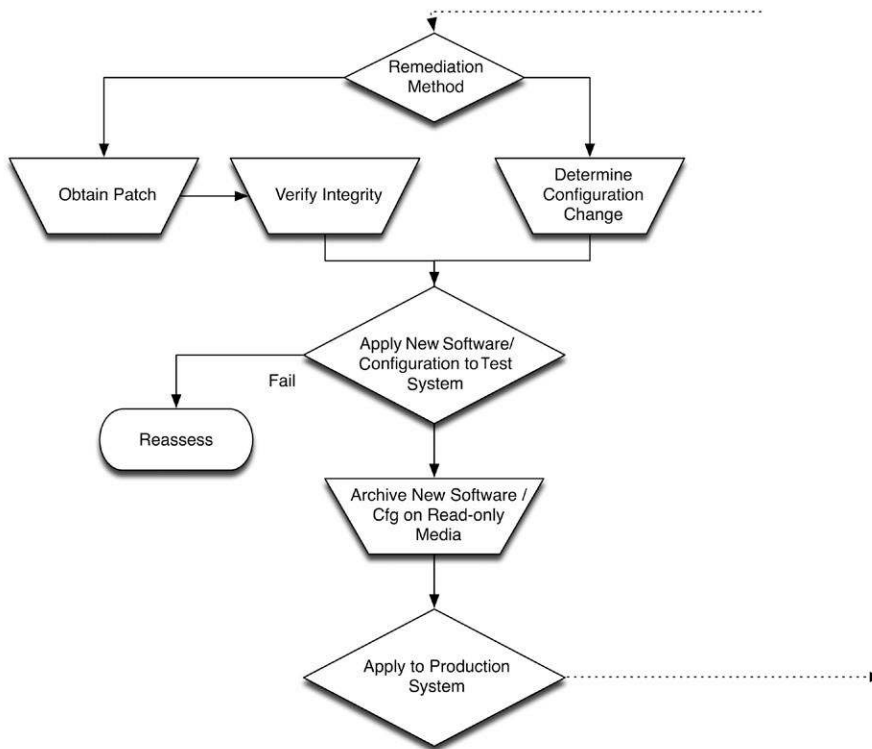 Remediation
Method
Obtain Patch
Verify Integrity
Determine
Configuration
Change
Apply New Software/
Configuration to Test
System
Fail
Reassess
Archive New Software /
Cfg on Read-only
Media
Apply to Production
System